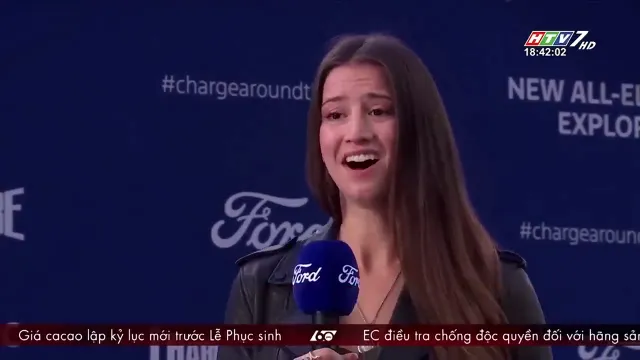 HTV7 HD
18:42:02
#chargearoundt
NEW ALL-EL
EXPLOR
Ford
#chargearound
Ford
Ford
Giá cacao lập kỷ lục mới trước Lễ Phục sinh
60
EC điều tra chống độc quyền đối với hãng sả